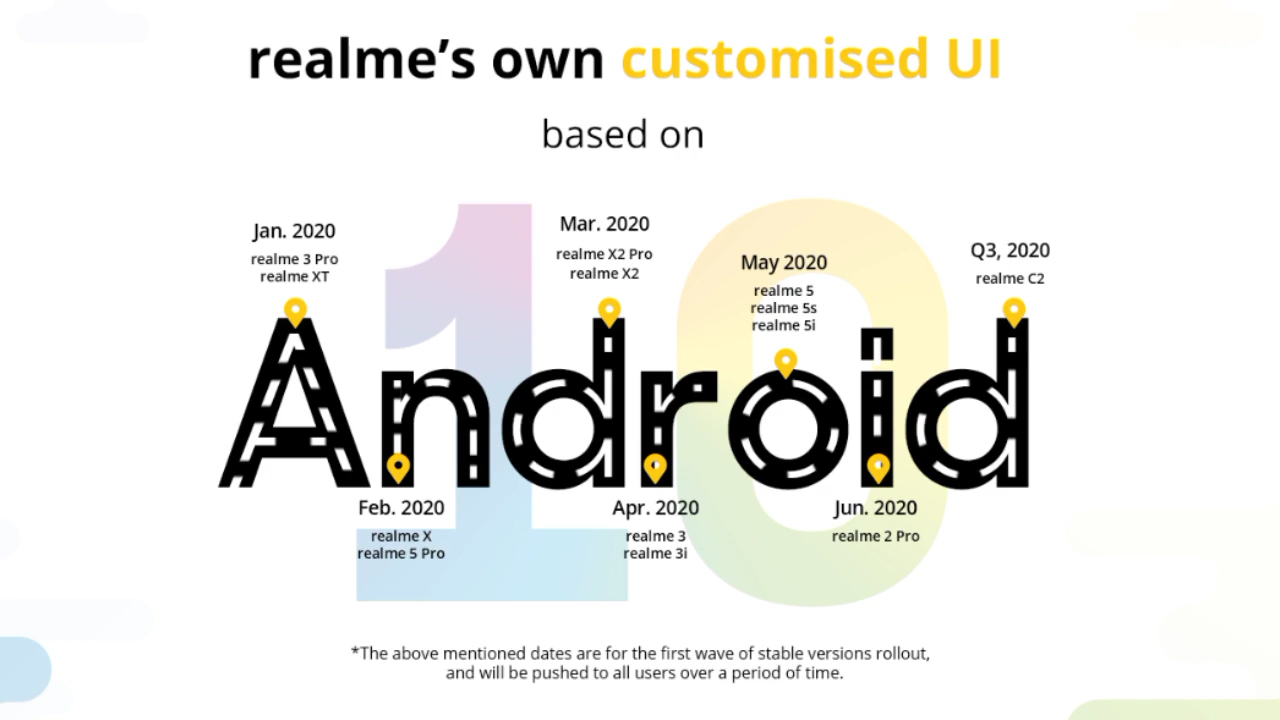 realme’s own customised UI
based on
Jan. 2020
realme 3 Pro
realme XT
Mar. 2020
realme X2 Pro
realme X2
May 2020
realme 5
realme 5s
realme 5i
Q3, 2020
realme C2
10
Android
Feb. 2020
realme X
realme 5 Pro
Apr. 2020
realme 3
realme 3i
Jun. 2020
realme 2 Pro
*The above mentioned dates are for the first wave of stable versions rollout,
and will be pushed to all users over a period of time.